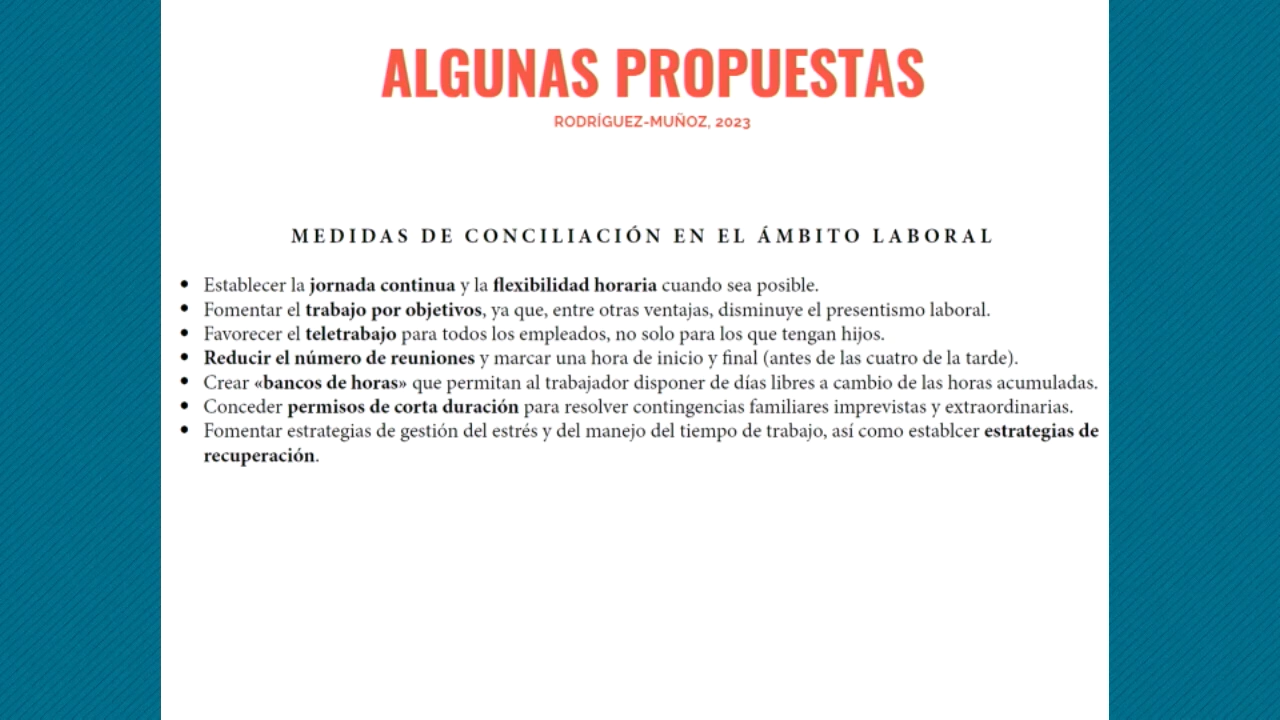 ALGUNAS PROPUESTAS
RODRÍGUEZ-MUÑOZ, 2023
MEDIDAS DE CONCILIACIÓN EN EL ÁMBITO LABORAL
• Establecer la jornada continua y la flexibilidad horaria cuando sea posible.
• Fomentar el trabajo por objetivos, ya que, entre otras ventajas, disminuye el presentismo laboral.
• Favorecer el teletrabajo para todos los empleados, no solo para los que tengan hijos.
• Reducir el número de reuniones y marcar una hora de inicio y final (antes de las cuatro de la tarde).
• Crear «bancos de horas» que permitan al trabajador disponer de días libres a cambio de las horas acumuladas.
• Conceder permisos de corta duración para resolver contingencias familiares imprevistas y extraordinarias.
• Fomentar estrategias de gestión del estrés y del manejo del tiempo de trabajo, así como establcer estrategias de
recuperación.